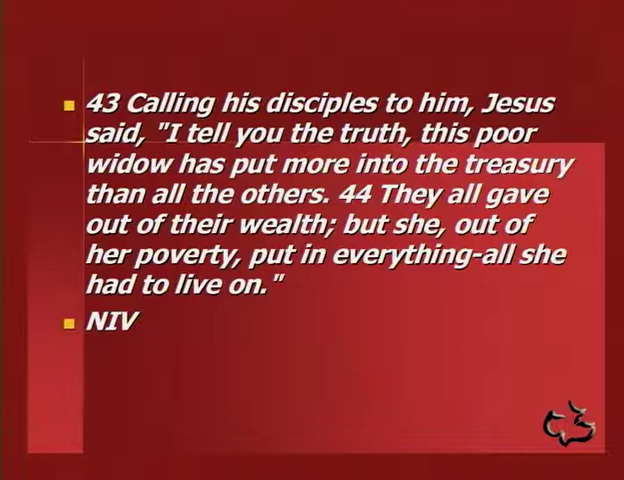 43 Calling his disciples to him, Jesus
said, "I tell you the truth, this poor
widow has put more into the treasury
than all the others. 44 They all gave
out of their wealth; but she, out of
her poverty, put in everything-all she
had to live on."
NIV